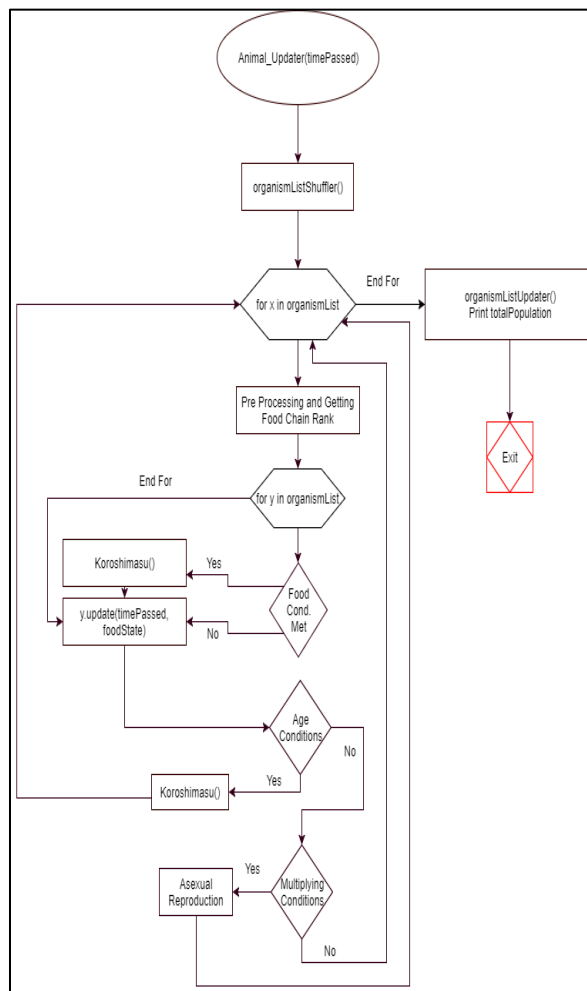 Animal_Updater(timePassed)
organismListShuffler()
for x in organismList
End For
organismListUpdater()
Print totalPopulation
Exit
Pre Processing and Getting
Food Chain Rank
for y in organismList
End For
Koroshimasu()
Yes
Food
Cond.
Met
y.update(timePassed,
foodState)
No
Age
Conditions
No
Yes
Koroshimasu()
Multiplying
Conditions
Yes
Asexual
Reproduction
No